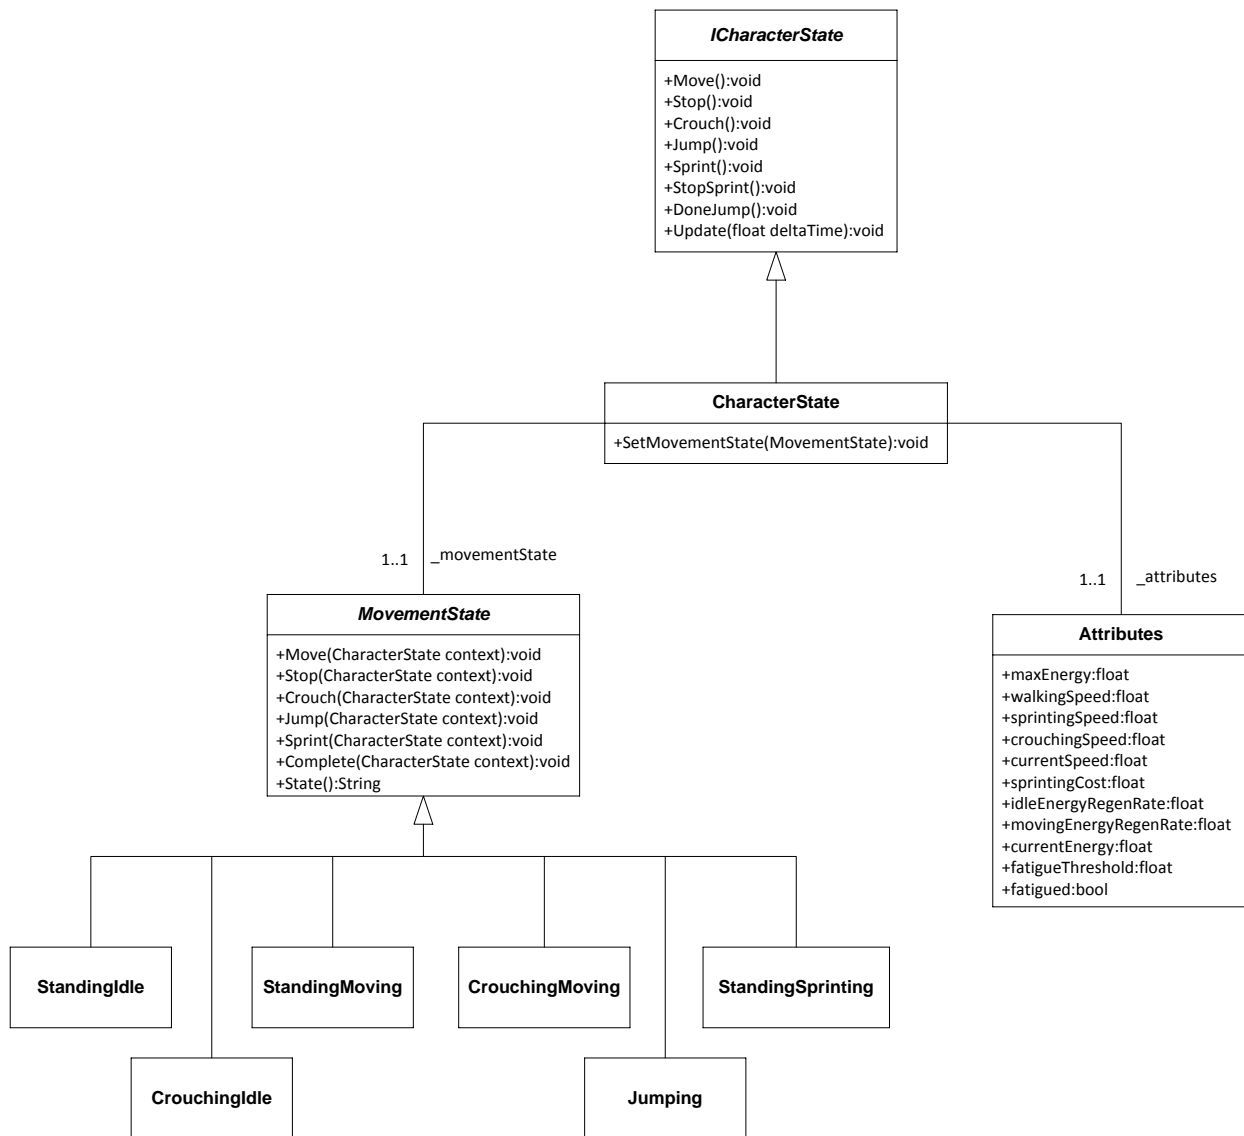 ICharacterState
+Move():void
+Stop():void
+Crouch():void
+Jump():void
+Sprint():void
+StopSprint():void
+DoneJump():void
+Update(float deltaTime):void
CharacterState
+SetMovementState(MovementState):void
1..1 _movementState
1..1 _attributes
MovementState
+Move(CharacterState context):void
+Stop(CharacterState context):void
+Crouch(CharacterState context):void
+Jump(CharacterState context):void
+Sprint(CharacterState context):void
+Complete(CharacterState context):void
+State():String
Attributes
+maxEnergy:float
+walkingSpeed:float
+sprintingSpeed:float
+crouchingSpeed:float
+currentSpeed:float
+sprintingCost:float
+idleEnergyRegenRate:float
+movingEnergyRegenRate:float
+currentEnergy:float
+fatigueThreshold:float
+fatigued:bool
StandingIdle
StandingMoving
CrouchingMoving
StandingSprinting
CrouchingIdle
Jumping